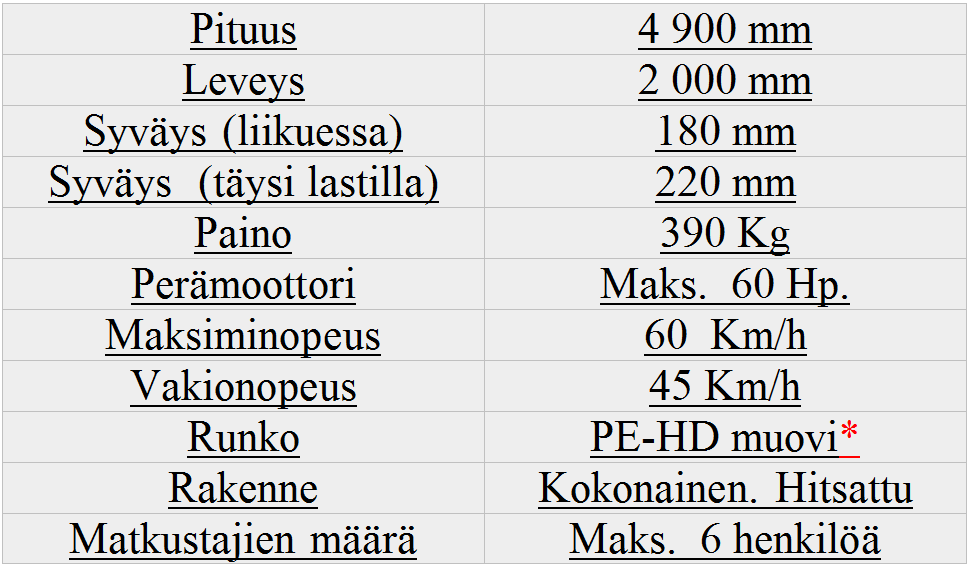 Pituus 4 900 mm
Leveys 2 000 mm
Syväys (liikuessa) 180 mm
Syväys  (täysi lastilla) 220 mm
Paino 390 Kg
Perämoottori Maks.  60 Hp.
Maksiminopeus 60  Km/h
Vakionopeus 45 Km/h
Runko PE-HD muovi*
Rakenne Kokonainen. Hitsattu
Matkustajien määrä Maks.  6 henkilöä